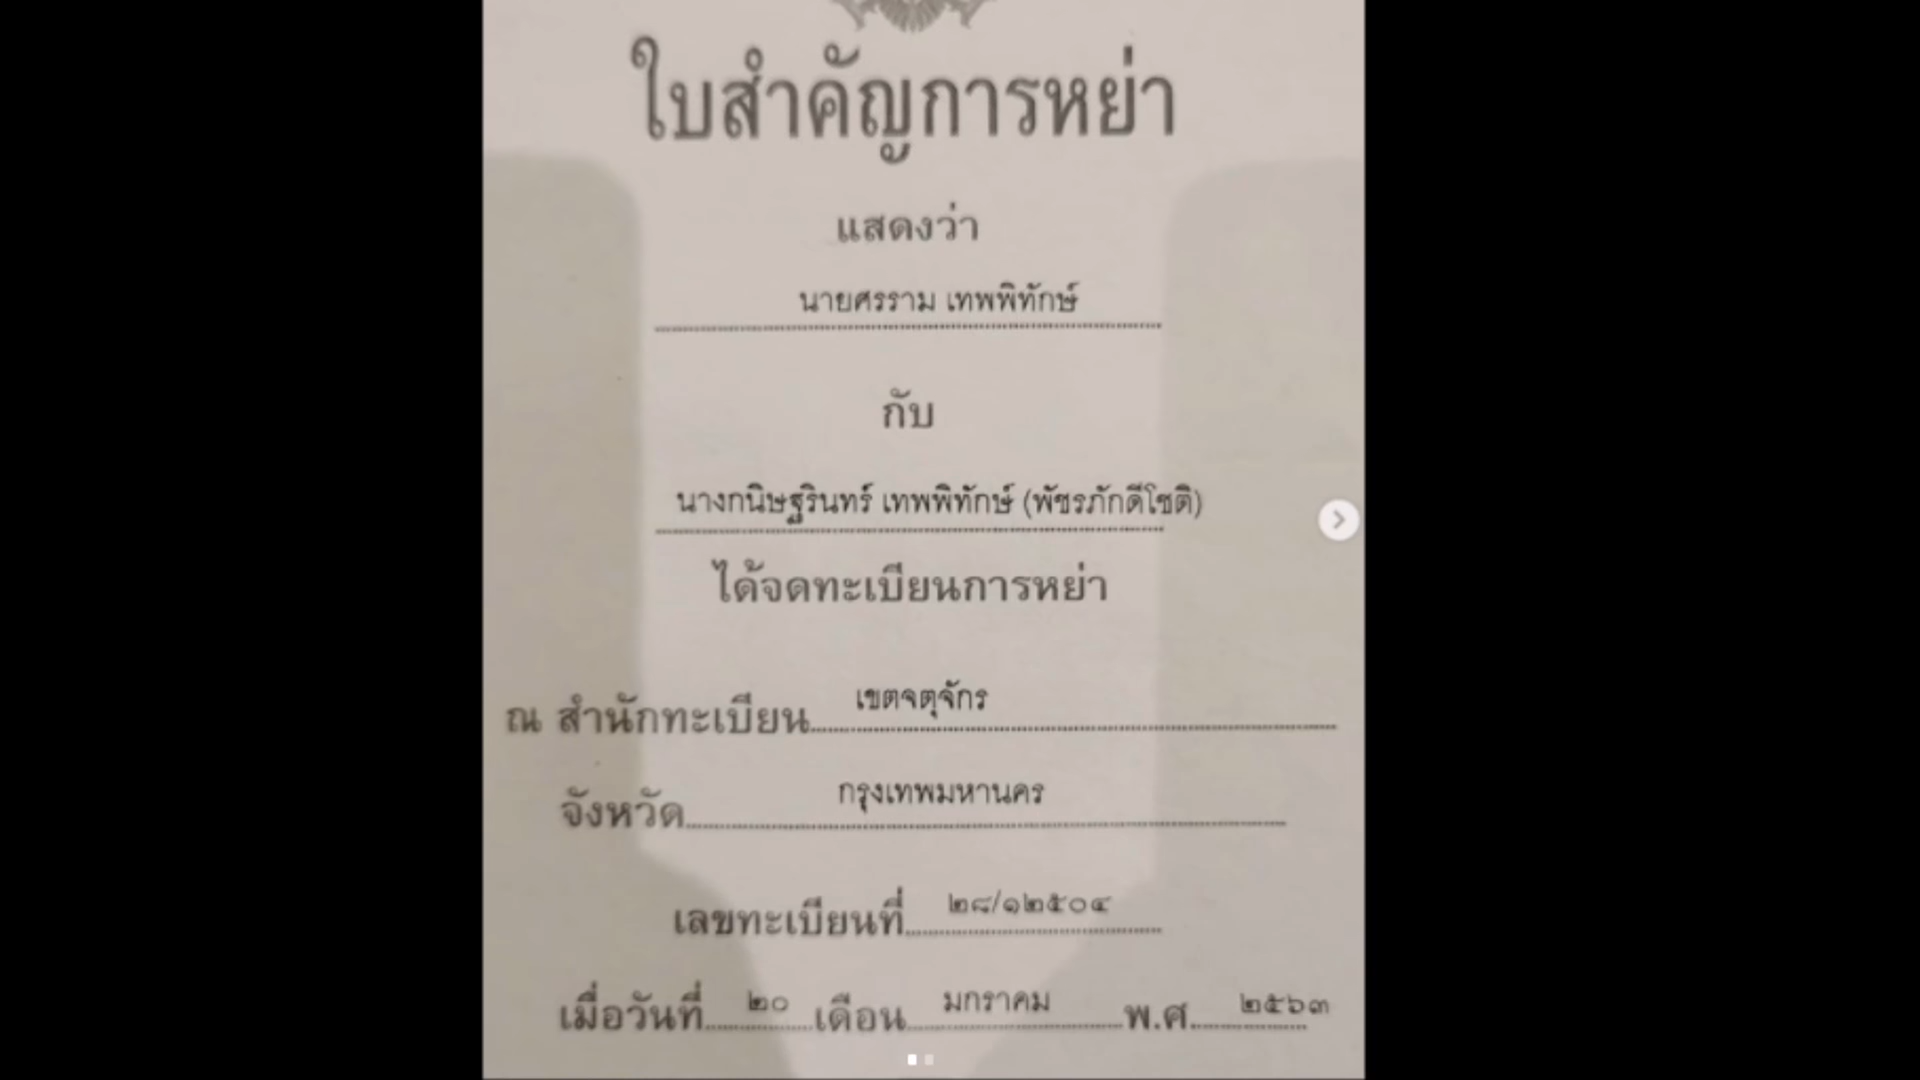 ใบสำคัญการหย่า
แสดงว่า
นายศรราม เทพพิทักษ์
กับ
นางกนิษฐรินทร์ เทพพิทักษ์ (พัชรภักดีโชติ)
ได้จดทะเบียนการหย่า
ณ สำนักทะเบียน เขตจตุจักร
จังหวัด กรุงเทพมหานคร
เลขทะเบียนที่ ๒๘/๑๒๕๐๔
เมื่อวันที่ ๒๐ เดือน มกราคม พ.ศ. ๒๕๖๓